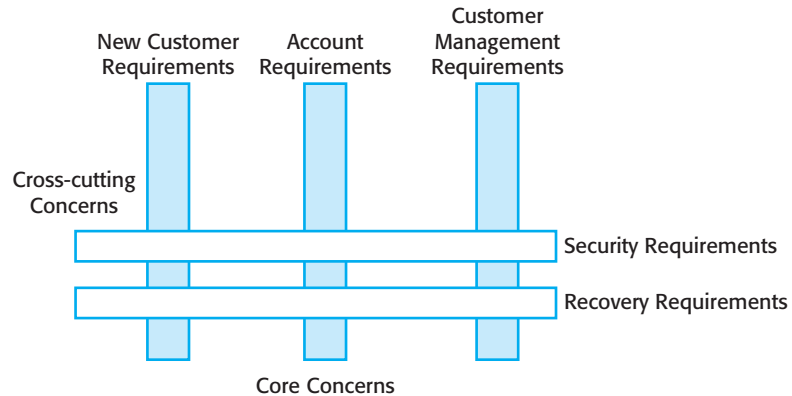 New Customer
Requirements
Account
Requirements
Customer
Management
Requirements
Cross-cutting
Concerns
Security Requirements
Recovery Requirements
Core Concerns